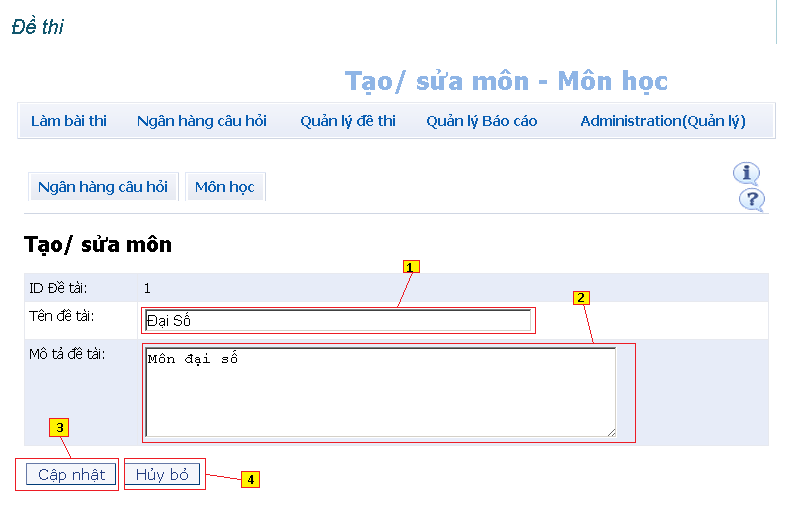 Đề thi
Tạo/ sửa môn - Môn học
Làm bài thi Ngân hàng câu hỏi Quản lý đề thi Quản lý Báo cáo Administration(Quản lý)
Ngân hàng câu hỏi Môn học
i
?
Tạo/ sửa môn
1
ID Đề tài: 1
2
Tên đề tài: Đại Số
Mô tả đề tài: Môn đại số
3
Cập nhật Hủy bỏ 4